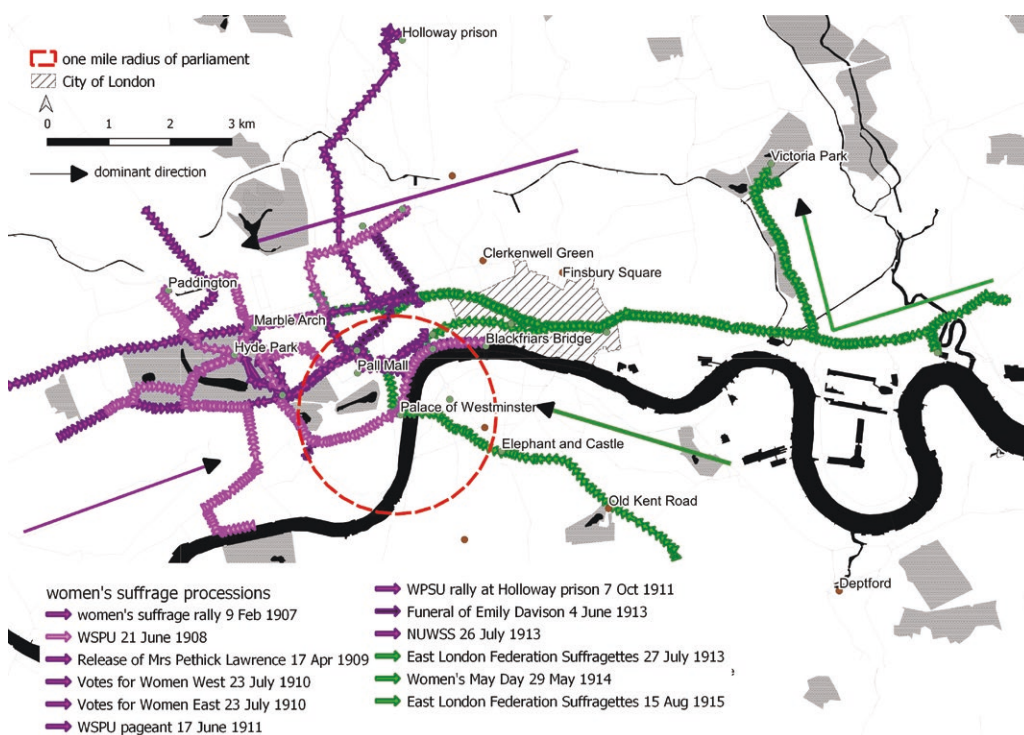 Holloway prison
one mile radius of parliament
City of London
0 1 2 3 km
dominant direction
Victoria Park
Clerkenwell Green
Finsbury Square
Paddington
Marble Arch
Hyde Park
Blackfriars Bridge
Pall Mall
Palace of Westminster
Elephant and Castle
Old Kent Road
Deptford
women's suffrage processions
women's suffrage rally 9 Feb 1907
WSPU 21 June 1908
Release of Mrs Pethick Lawrence 17 Apr 1909
Votes for Women West 23 July 1910
Votes for Women East 23 July 1910
WSPU pageant 17 June 1911
WPSU rally at Holloway prison 7 Oct 1911
Funeral of Emily Davison 4 June 1913
NUWSS 26 July 1913
East London Federation Suffragettes 27 July 1913
Women's May Day 29 May 1914
East London Federation Suffragettes 15 Aug 1915